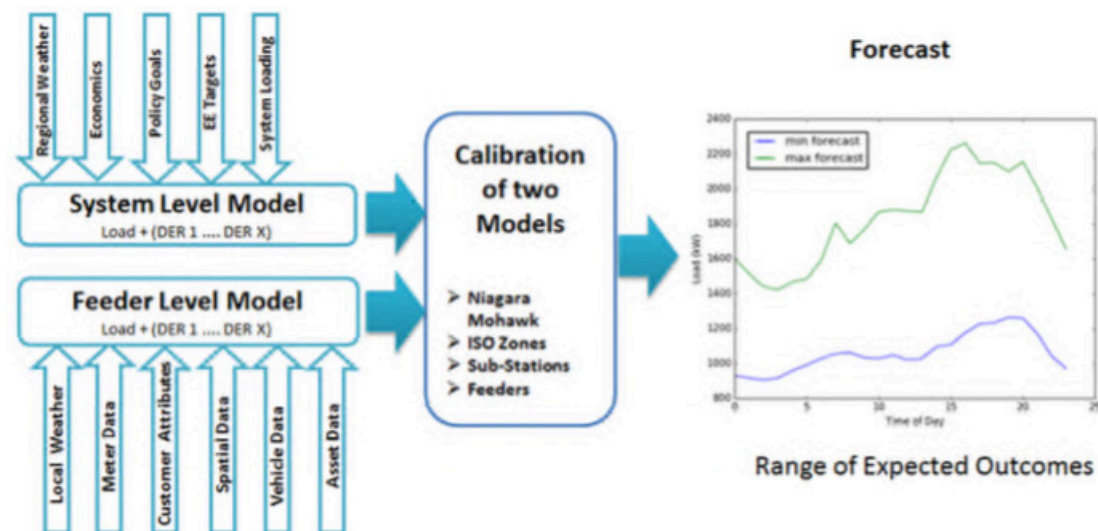 Regional Weather
Economics
Policy Goals
EE Targets
System Loading
System Level Model
Load + (DER 1 .... DER X)
Feeder Level Model
Load + (DER 1 .... DER X)
Local Weather
Meter Data
Customer Attributes
Spatial Data
Vehicle Data
Asset Data
Calibration
of two
Models
➢ Niagara
Mohawk
➢ ISO Zones
➢ Sub-Stations
➢ Feeders
Forecast
min forecast
max forecast
2400
2200
2000
1800
1600
1400
1200
1000
800
Load (kW)
0
5
10
15
20
25
Time of Day
Range of Expected Outcomes